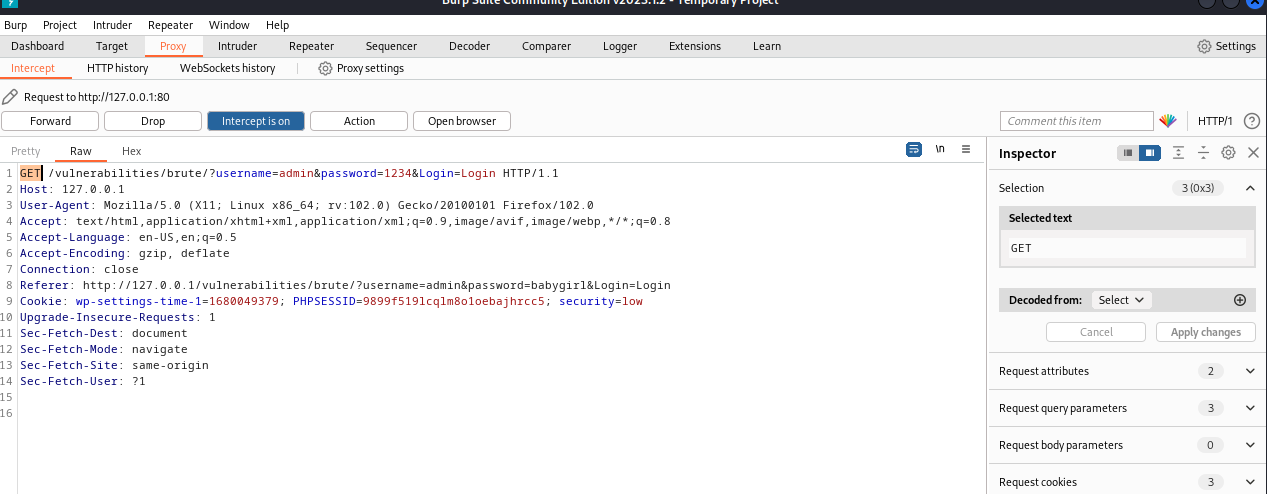 Burp Suite Community Edition v2023.1.2 - Temporary Project
Burp Project Intruder Repeater Window Help
Dashboard Target Proxy Intruder Repeater Sequencer Decoder Comparer Logger Extensions Learn Settings
Intercept HTTP history WebSockets history Proxy settings
Request to http://127.0.0.1:80
Forward Drop Intercept is on Action Open browser Comment this item HTTP/1 ?
Pretty Raw Hex \n
1 GET /vulnerabilities/brute/?username=admin&password=1234&Login=Login HTTP/1.1
2 Host: 127.0.0.1
3 User-Agent: Mozilla/5.0 (X11; Linux x86_64; rv:102.0) Gecko/20100101 Firefox/102.0
4 Accept: text/html,application/xhtml+xml,application/xml;q=0.9,image/avif,image/webp,*/*;q=0.8
5 Accept-Language: en-US,en;q=0.5
6 Accept-Encoding: gzip, deflate
7 Connection: close
8 Referer: http://127.0.0.1/vulnerabilities/brute/?username=admin&password=babygirl&Login=Login
9 Cookie: wp-settings-time-1=1680049379; PHPSESSID=9899f519lcqlm8o1oebajhrcc5; security=low
10 Upgrade-Insecure-Requests: 1
11 Sec-Fetch-Dest: document
12 Sec-Fetch-Mode: navigate
13 Sec-Fetch-Site: same-origin
14 Sec-Fetch-User: ?1
15
16
Inspector
Selection 3 (0x3)
Selected text
GET
Decoded from: Select
Cancel Apply changes
Request attributes 2
Request query parameters 3
Request body parameters 0
Request cookies 3